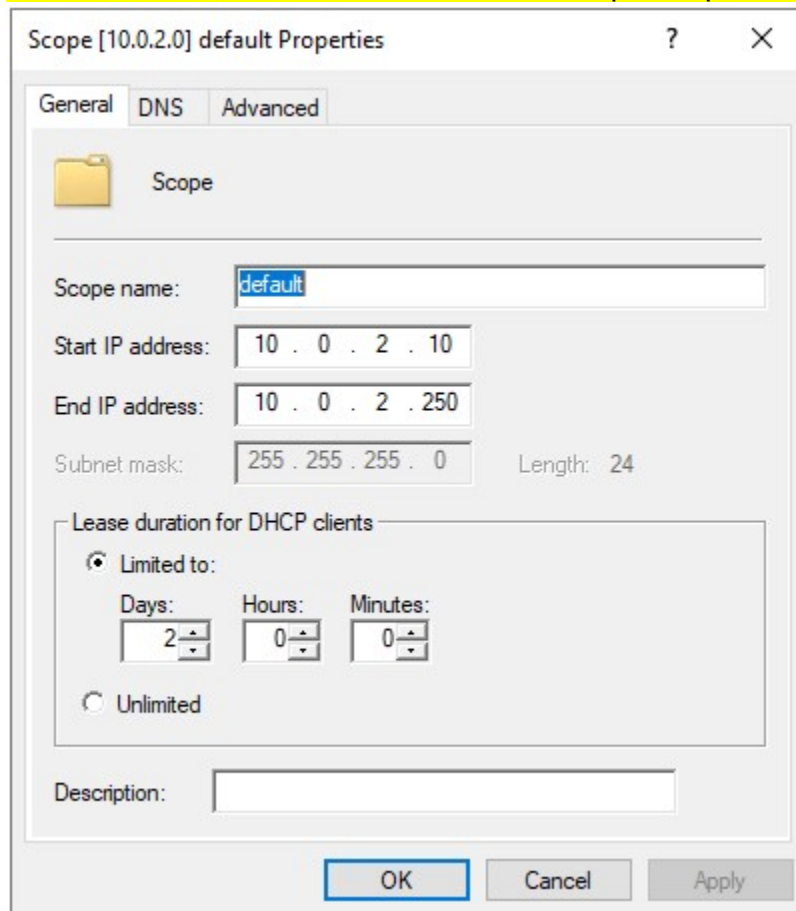 Scope [10.0.2.0] default Properties ? X
General DNS Advanced
Scope
Scope name: default
Start IP address: 10 . 0 . 2 . 10
End IP address: 10 . 0 . 2 . 250
Subnet mask: 255 . 255 . 255 . 0 Length: 24
Lease duration for DHCP clients
Limited to:
Days: Hours: Minutes:
2 0 0
Unlimited
Description:
OK Cancel Apply